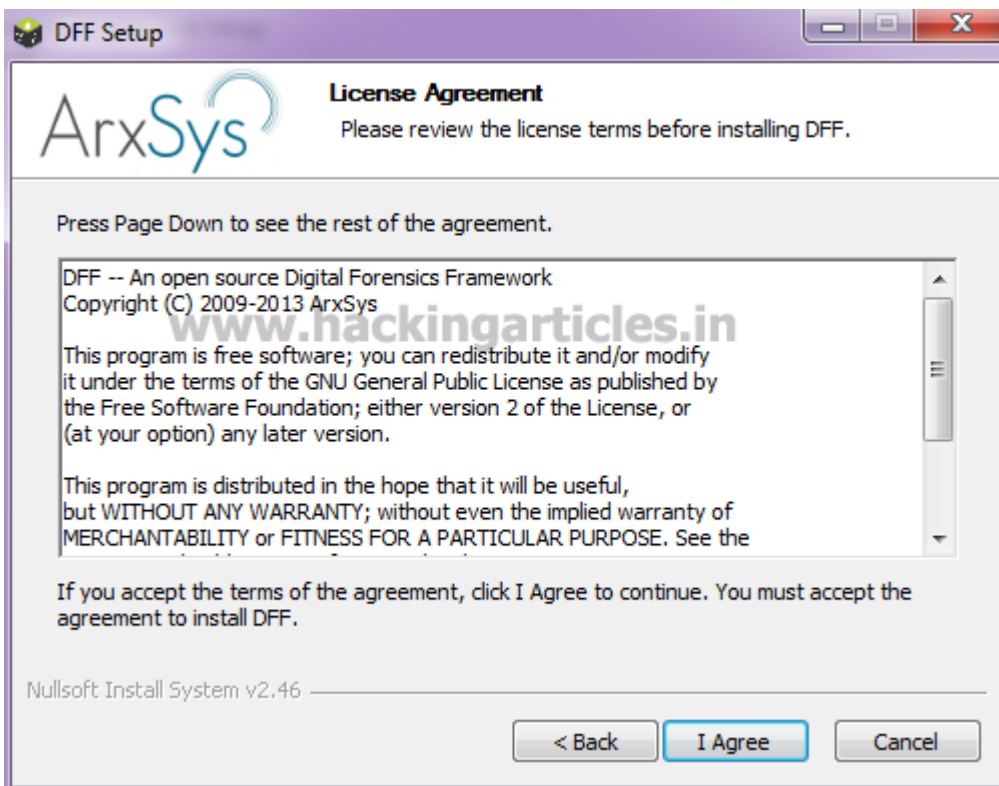 DFF Setup
ArxSys
License Agreement
Please review the license terms before installing DFF.
Press Page Down to see the rest of the agreement.
DFF -- An open source Digital Forensics Framework
Copyright (C) 2009-2013 ArxSys
www.hackingarticles.in
This program is free software; you can redistribute it and/or modify
it under the terms of the GNU General Public License as published by
the Free Software Foundation; either version 2 of the License, or
(at your option) any later version.
This program is distributed in the hope that it will be useful,
but WITHOUT ANY WARRANTY; without even the implied warranty of
MERCHANTABILITY or FITNESS FOR A PARTICULAR PURPOSE. See the
If you accept the terms of the agreement, click I Agree to continue. You must accept the
agreement to install DFF.
Nullsoft Install System v2.46
< Back
I Agree
Cancel